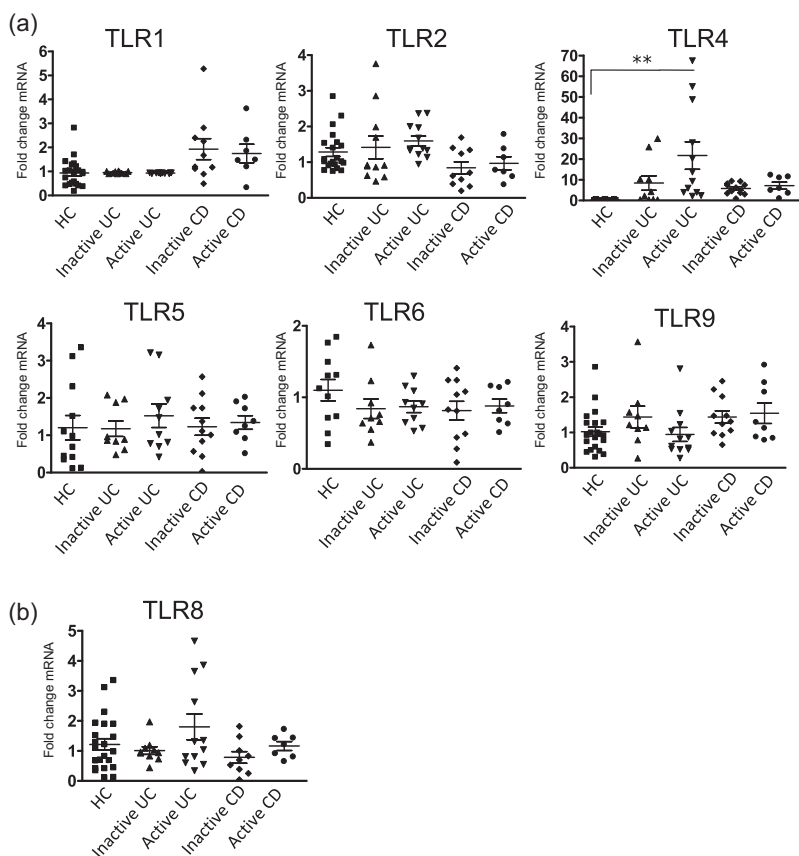 (a)
TLR1
Fold change mRNA
6
5
4
3
2
1
0
HC
Inactive UC
Active UC
Inactive CD
Active CD
TLR2
Fold change mRNA
4
3
2
1
0
HC
Inactive UC
Active UC
Inactive CD
Active CD
TLR4
Fold change mRNA
70
60
50
40
30
20
10
0
**
HC
Inactive UC
Active UC
Inactive CD
Active CD
TLR5
Fold change mRNA
4
3
2
1
0
HC
Inactive UC
Active UC
Inactive CD
Active CD
TLR6
Fold change mRNA
2
1
0
HC
Inactive UC
Active UC
Inactive CD
Active CD
TLR9
Fold change mRNA
4
3
2
1
0
HC
Inactive UC
Active UC
Inactive CD
Active CD
(b)
TLR8
Fold change mRNA
5
4
3
2
1
0
HC
Inactive UC
Active UC
Inactive CD
Active CD